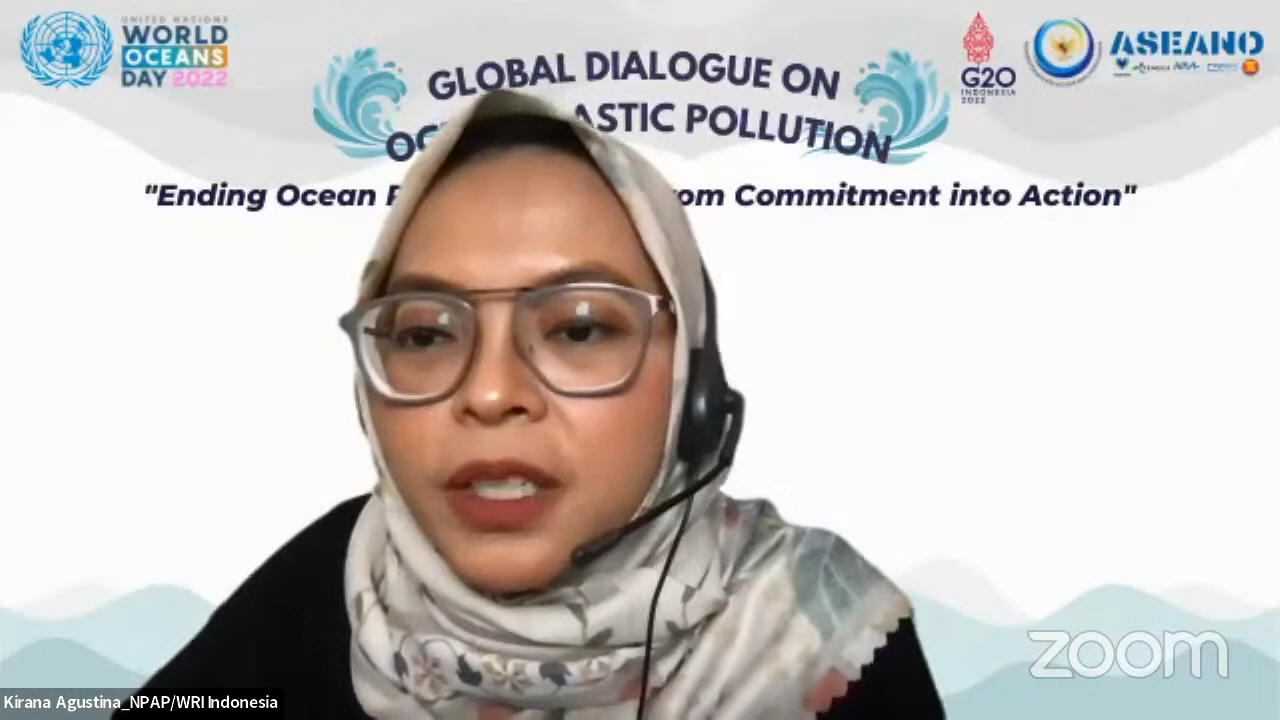 UNITED NATIONS
WORLD
OCEANS
DAY 2022
GLOBAL DIALOGUE ON
ASTIC POLLUTION
"Ending Ocean
Commitment into Action"
G20
INDONESIA
2022
ASEANO
zoom
Kirana Agustina_NPAP/WRI Indonesia